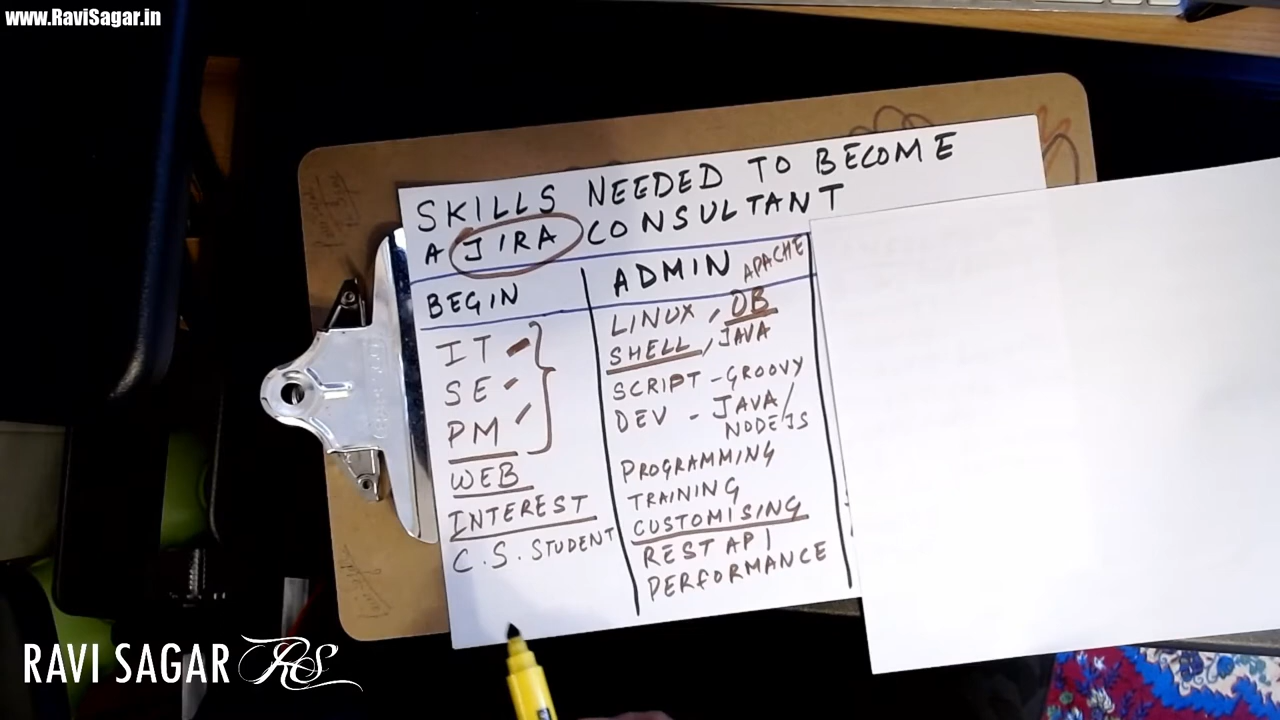 www.RaviSagar.in
SKILLS NEEDED TO BECOME
A JIRA CONSULTANT
BEGIN
IT
SE
PM
WEB
INTEREST
C.S. STUDENT
ADMIN APACHE
LINUX, DB
SHELL, JAVA
SCRIPT - GROOVY
DEV - JAVA/
NODEJS
PROGRAMMING
TRAINING
CUSTOMISING
REST API
PERFORMANCE
RAVI SAGAR RS